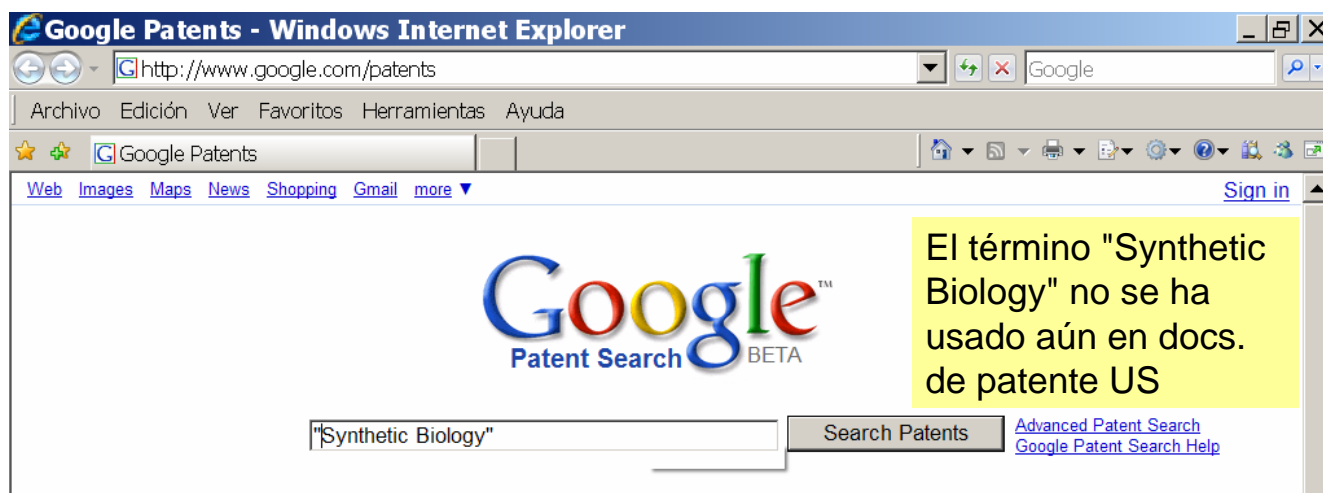 Google Patents - Windows Internet Explorer
http://www.google.com/patents
Google
Archivo Edición Ver Favoritos Herramientas Ayuda
Google Patents
Web Images Maps News Shopping Gmail more ▼
Sign in
Google™
Patent Search BETA
El término "Synthetic
Biology" no se ha
usado aún en docs.
de patente US
"Synthetic Biology"
Search Patents
Advanced Patent Search
Google Patent Search Help